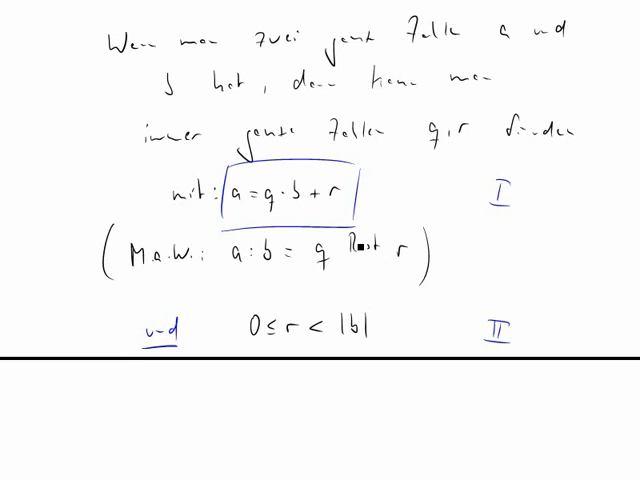 Wenn man zwei ganze Zahlen a und
b hat, dann kann man
immer ganze Zahlen q, r finden
mit: a = q · b + r I
( M.a.W.: a : b = q Rest r )
und 0 ≤ r < |b| II